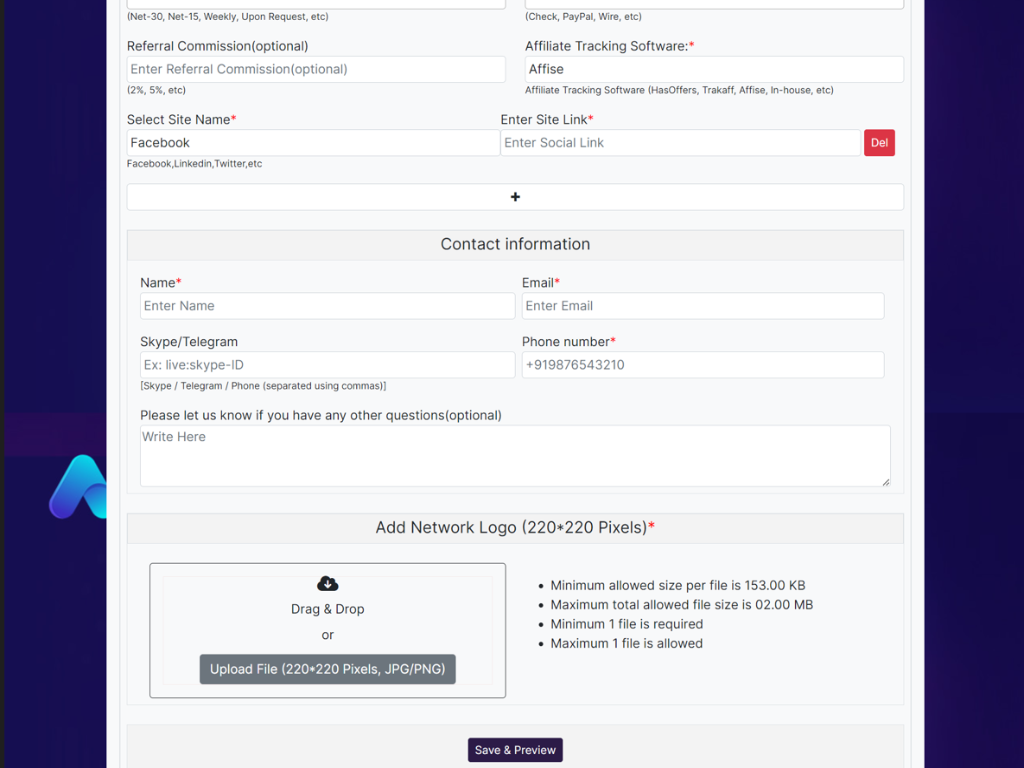 (Net-30, Net-15, Weekly, Upon Request, etc)
(Check, PayPal, Wire, etc)
Referral Commission(optional)
Affiliate Tracking Software:*
Enter Referral Commission(optional)
Affise
(2%, 5%, etc)
Affiliate Tracking Software (HasOffers, Trakaff, Affise, In-house, etc)
Select Site Name*
Enter Site Link*
Facebook
Enter Social Link
Del
Facebook,Linkedin,Twitter,etc
+
Contact information
Name*
Email*
Enter Name
Enter Email
Skype/Telegram
Phone number*
Ex: live:skype-ID
+919876543210
[Skype / Telegram / Phone (separated using commas)]
Please let us know if you have any other questions(optional)
Write Here
Add Network Logo (220*220 Pixels)*
Drag & Drop
or
Upload File (220*220 Pixels, JPG/PNG)
• Minimum allowed size per file is 153.00 KB
• Maximum total allowed file size is 02.00 MB
• Minimum 1 file is required
• Maximum 1 file is allowed
Save & Preview